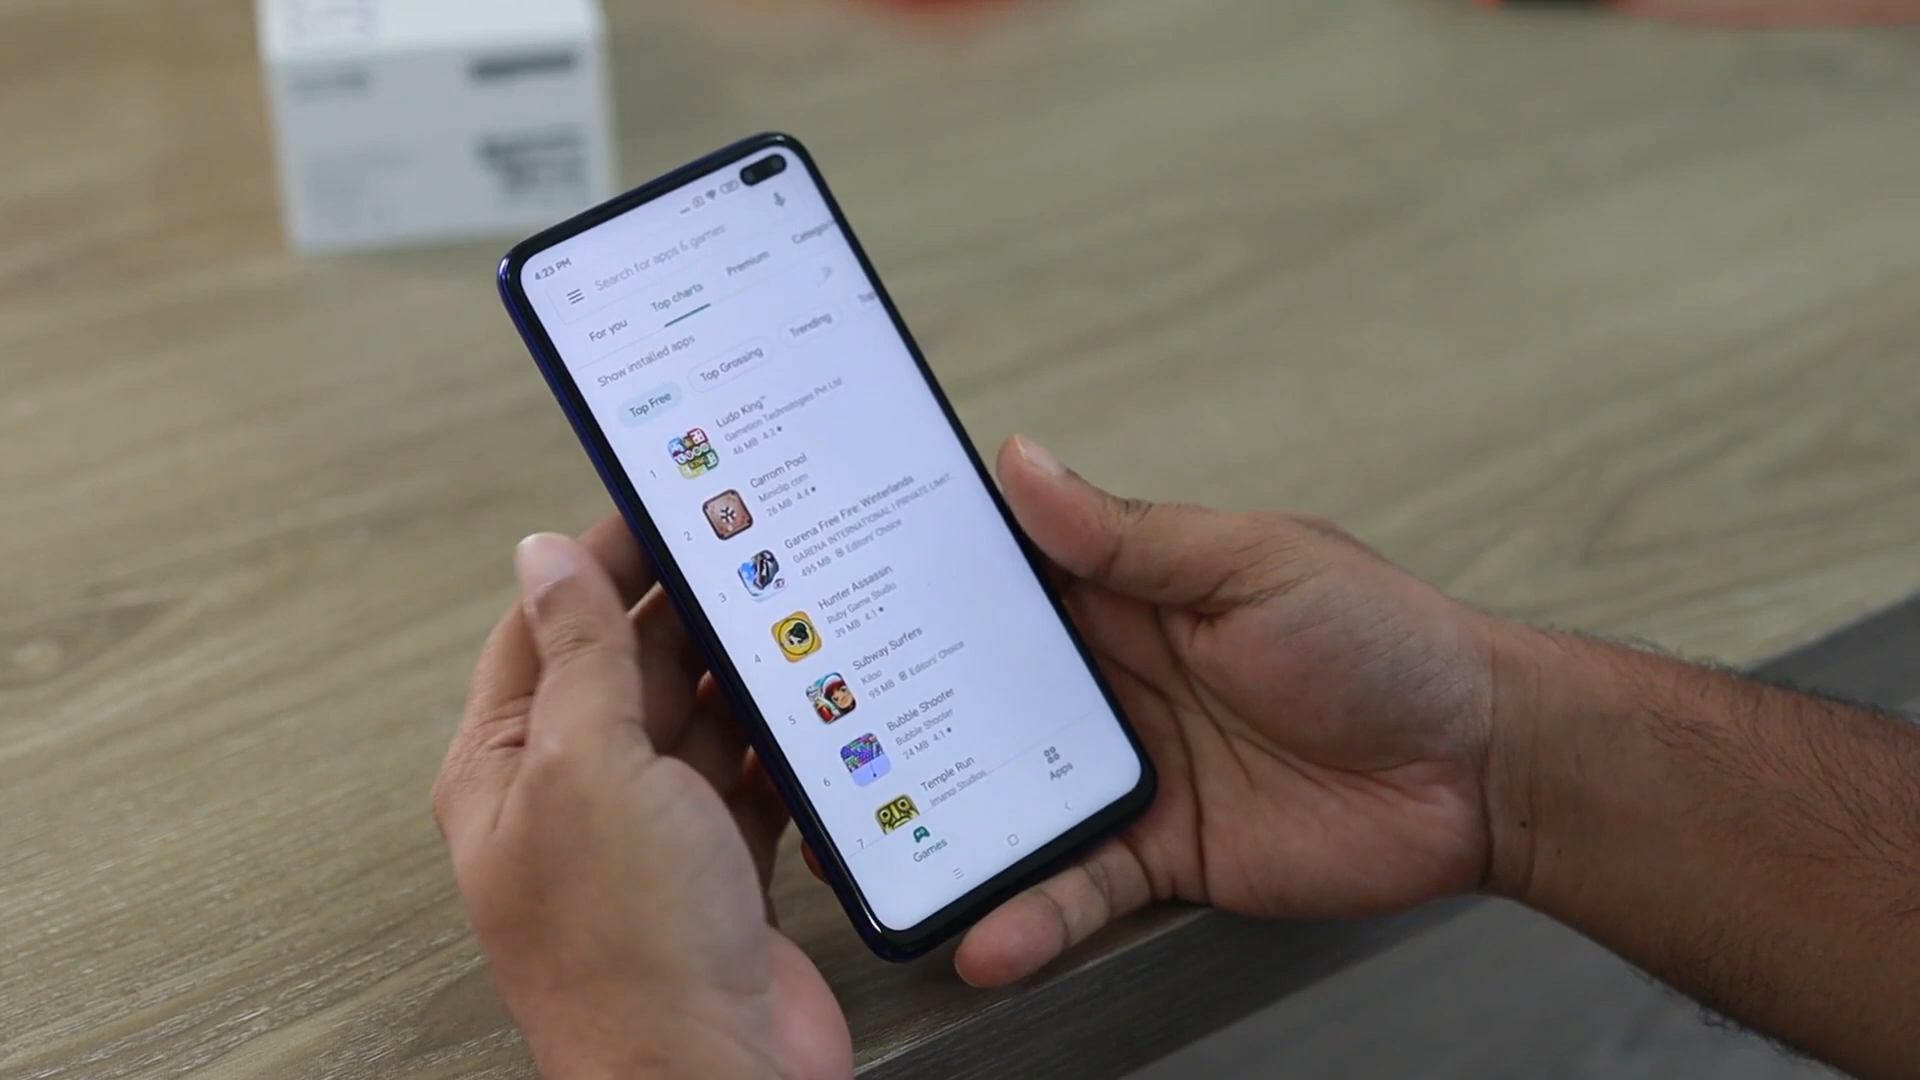 4:23 PM
Search for apps & games
For you
Top charts
Premium
Show installed apps
Top Free
Top Grossing
Trending
1
Ludo King™
Gametion Technologies Pvt Ltd
46 MB 4.2★
2
Carrom Pool
Miniclip.com
26 MB 4.4★
3
Garena Free Fire: Winterlands
GARENA INTERNATIONAL I PRIVATE LIMIT...
495 MB Editors' Choice
4
Hunter Assassin
Ruby Game Studio
39 MB 4.1★
5
Subway Surfers
Kiloo
95 MB Editors' Choice
6
Bubble Shooter
Bubble Shooter
24 MB 4.1★
7
Temple Run
Imangi Studios
Games
Apps